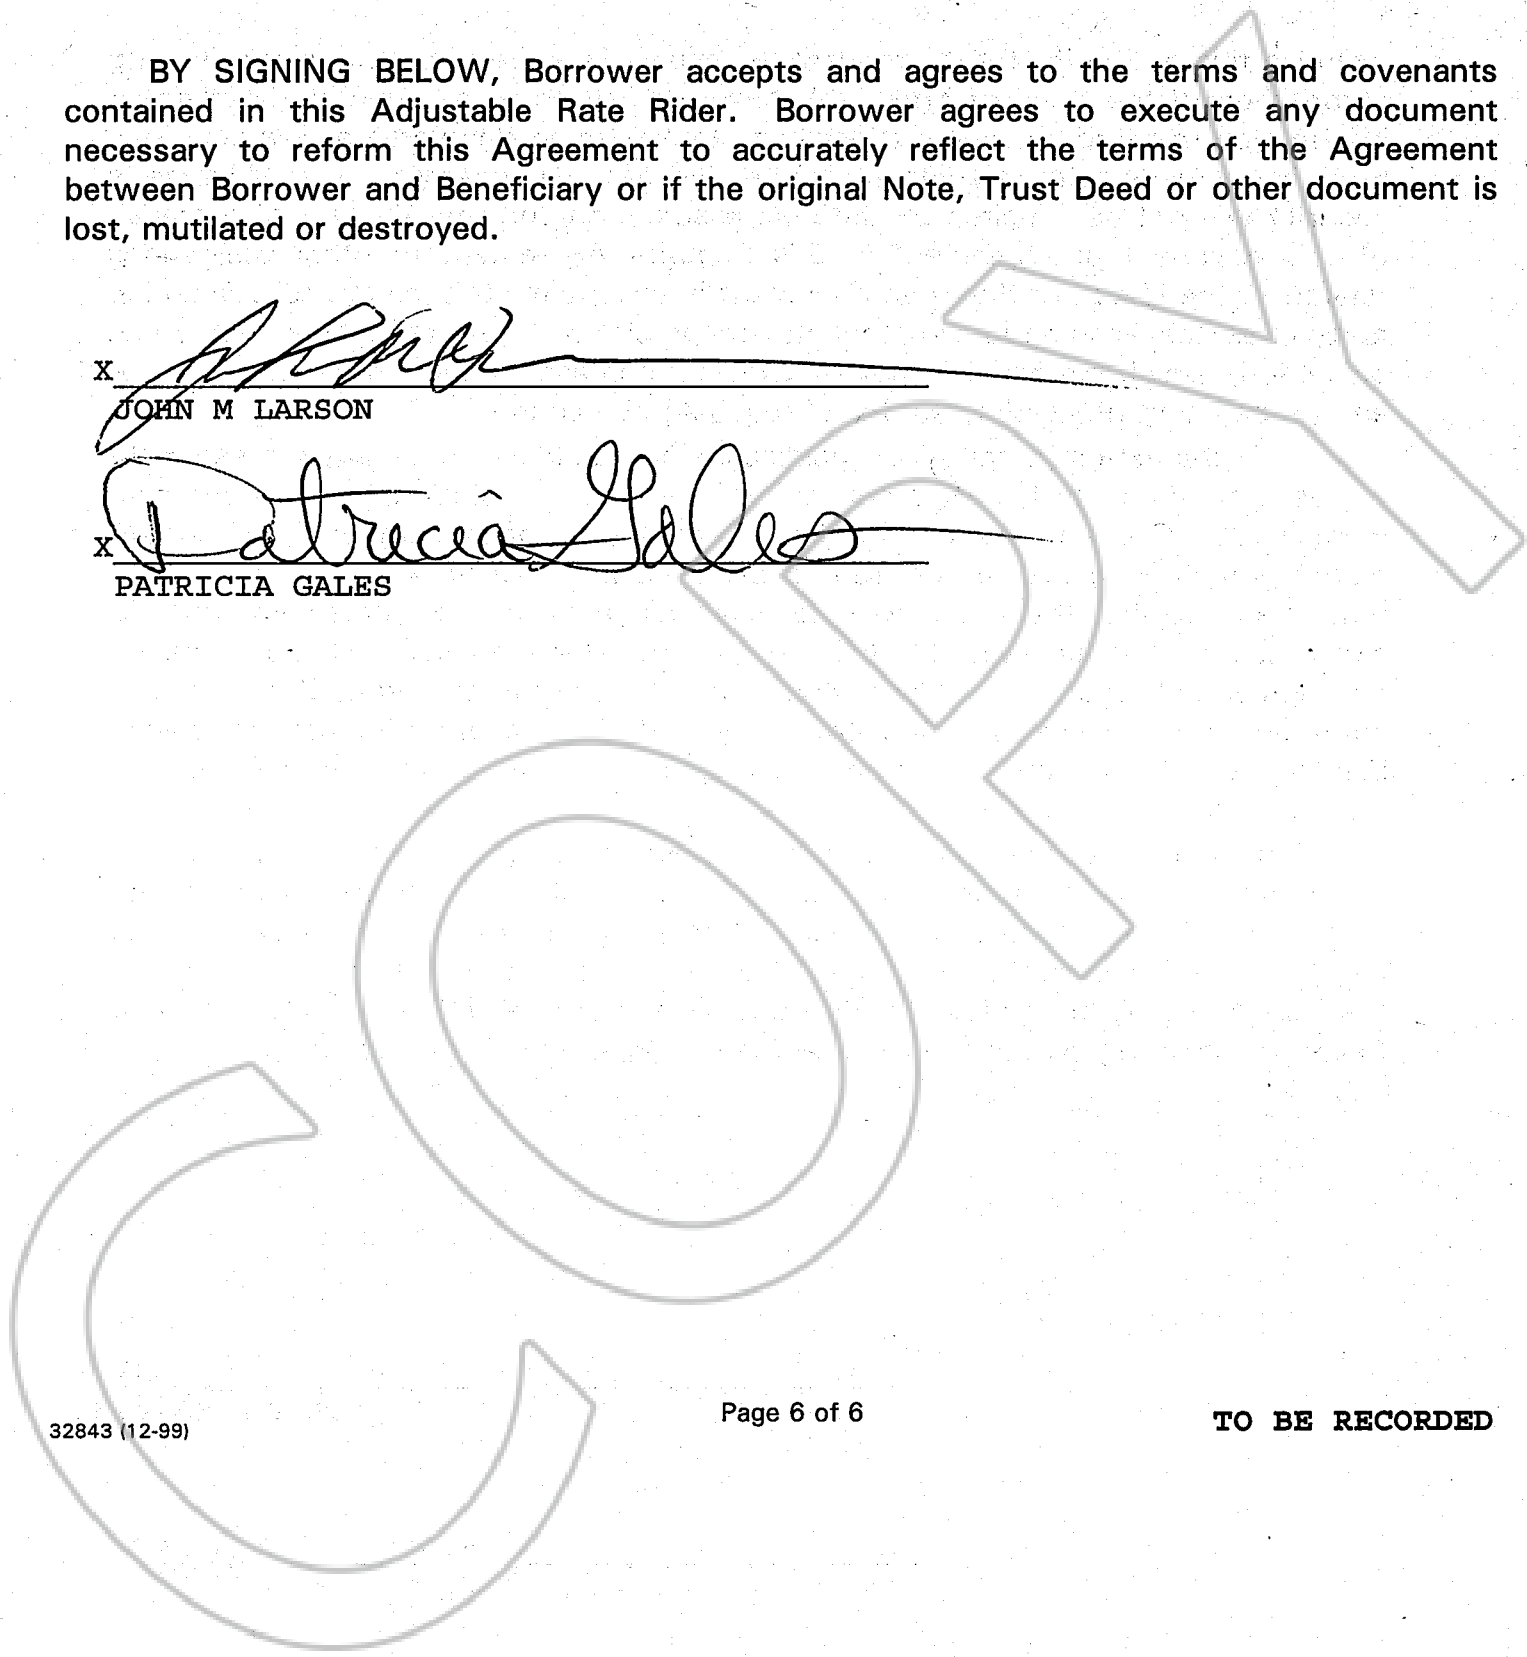 BY SIGNING BELOW, Borrower accepts and agrees to the terms and covenants
contained in this Adjustable Rate Rider. Borrower agrees to execute any document
necessary to reform this Agreement to accurately reflect the terms of the Agreement
between Borrower and Beneficiary or if the original Note, Trust Deed or other document is
lost, mutilated or destroyed.
X
JOHN M LARSON
X Patricia Gales
PATRICIA GALES
COPY
32843 (12-99)
Page 6 of 6
TO BE RECORDED